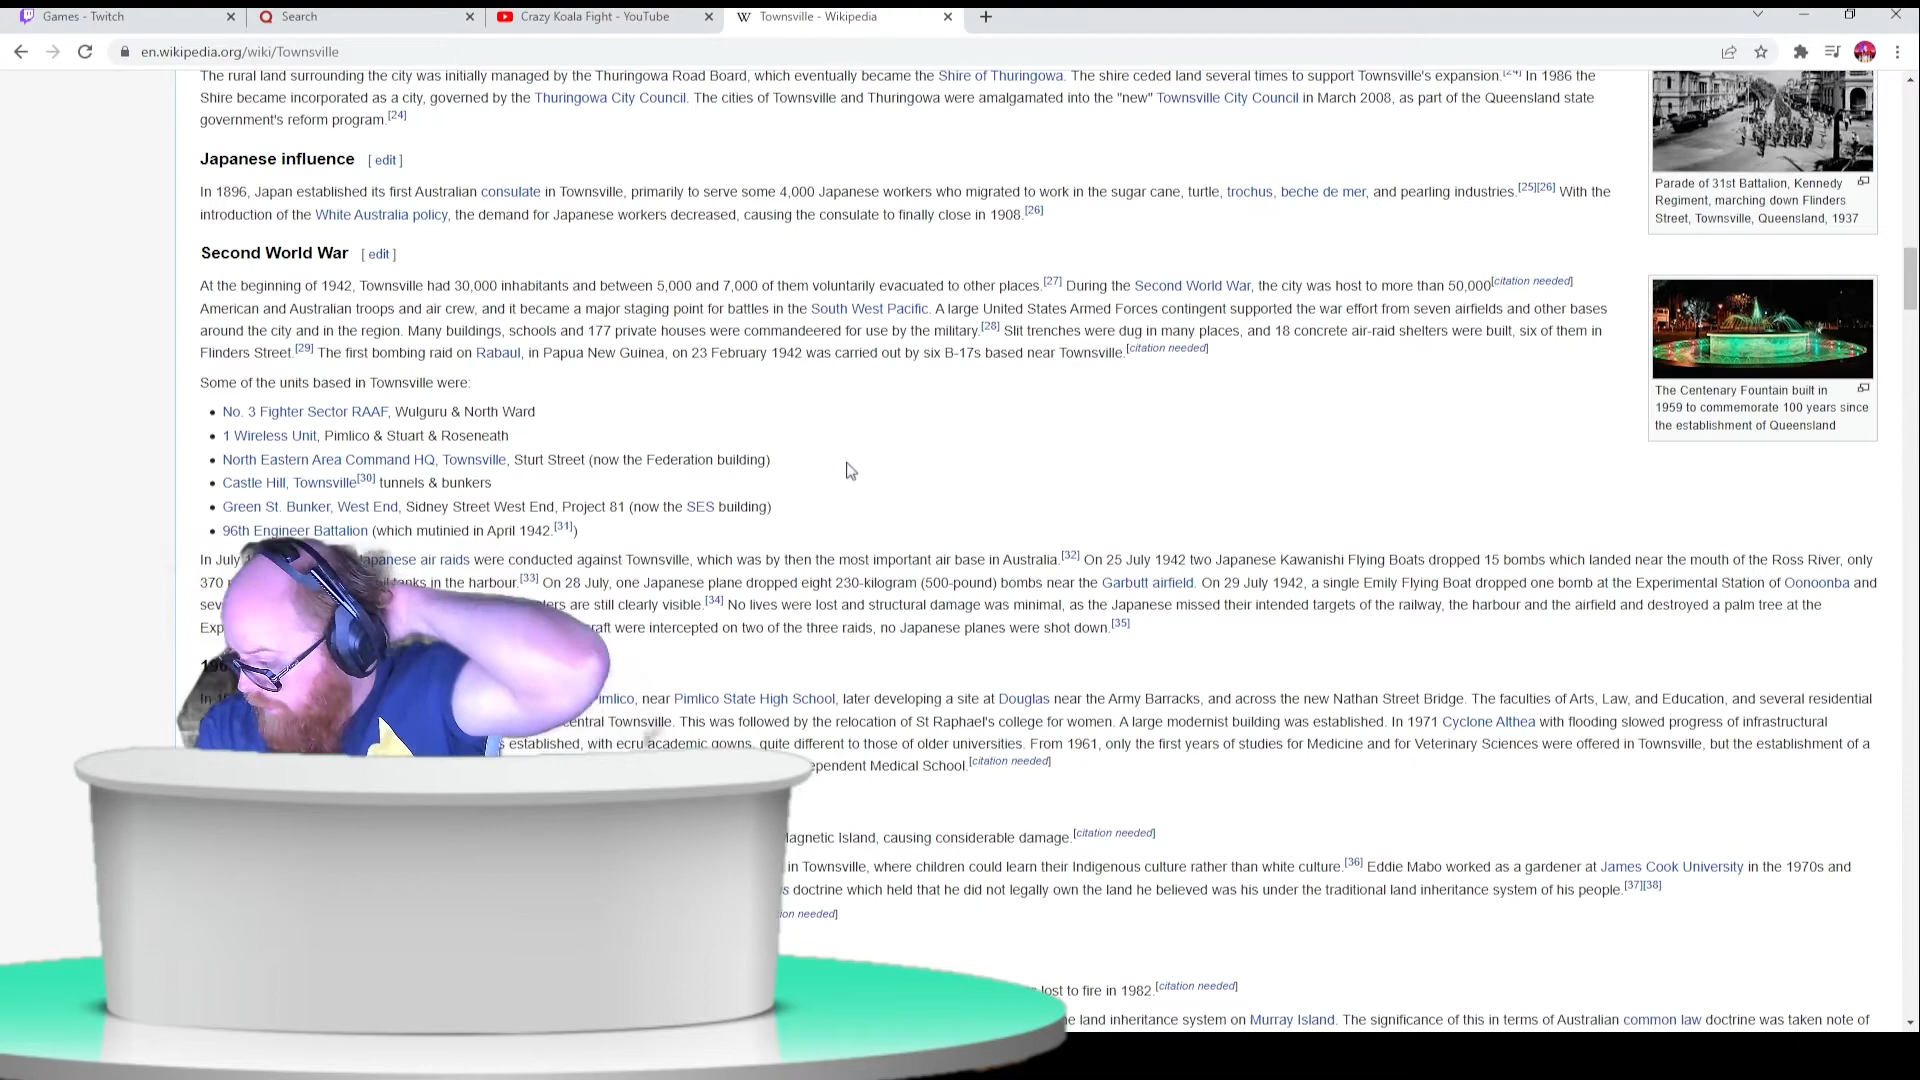 Games - Twitch
Search
Crazy Koala Fight - YouTube
Townsville - Wikipedia
en.wikipedia.org/wiki/Townsville
The rural land surrounding the city was initially managed by the Thuringowa Road Board, which eventually became the Shire of Thuringowa. The shire ceded land several times to support Townsville's expansion.[24] In 1986 the
Shire became incorporated as a city, governed by the Thuringowa City Council. The cities of Townsville and Thuringowa were amalgamated into the "new" Townsville City Council in March 2008, as part of the Queensland state
government's reform program.[24]
Japanese influence [ edit ]
In 1896, Japan established its first Australian consulate in Townsville, primarily to serve some 4,000 Japanese workers who migrated to work in the sugar cane, turtle, trochus, beche de mer, and pearling industries.[25][26] With the
introduction of the White Australia policy, the demand for Japanese workers decreased, causing the consulate to finally close in 1908.[26]
Parade of 31st Battalion, Kennedy
Regiment, marching down Flinders
Street, Townsville, Queensland, 1937
Second World War [ edit ]
At the beginning of 1942, Townsville had 30,000 inhabitants and between 5,000 and 7,000 of them voluntarily evacuated to other places.[27] During the Second World War, the city was host to more than 50,000[citation needed]
American and Australian troops and air crew, and it became a major staging point for battles in the South West Pacific. A large United States Armed Forces contingent supported the war effort from seven airfields and other bases
around the city and in the region. Many buildings, schools and 177 private houses were commandeered for use by the military.[28] Slit trenches were dug in many places, and 18 concrete air-raid shelters were built, six of them in
Flinders Street.[29] The first bombing raid on Rabaul, in Papua New Guinea, on 23 February 1942 was carried out by six B-17s based near Townsville.[citation needed]
The Centenary Fountain built in
1959 to commemorate 100 years since
the establishment of Queensland
Some of the units based in Townsville were:
• No. 3 Fighter Sector RAAF, Wulguru & North Ward
• 1 Wireless Unit, Pimlico & Stuart & Roseneath
• North Eastern Area Command HQ, Townsville, Sturt Street (now the Federation building)
• Castle Hill, Townsville[30] tunnels & bunkers
• Green St. Bunker, West End, Sidney Street West End, Project 81 (now the SES building)
• 96th Engineer Battalion (which mutinied in April 1942.[31])
In July Japanese air raids were conducted against Townsville, which was by then the most important air base in Australia.[32] On 25 July 1942 two Japanese Kawanishi Flying Boats dropped 15 bombs which landed near the mouth of the Ross River, only
370 tanks in the harbour.[33] On 28 July, one Japanese plane dropped eight 230-kilogram (500-pound) bombs near the Garbutt airfield. On 29 July 1942, a single Emily Flying Boat dropped one bomb at the Experimental Station of Oonoonba and
are still clearly visible.[34] No lives were lost and structural damage was minimal, as the Japanese missed their intended targets of the railway, the harbour and the airfield and destroyed a palm tree at the
were intercepted on two of the three raids, no Japanese planes were shot down.[35]
In Pimlico, near Pimlico State High School, later developing a site at Douglas near the Army Barracks, and across the new Nathan Street Bridge. The faculties of Arts, Law, and Education, and several residential
central Townsville. This was followed by the relocation of St Raphael's college for women. A large modernist building was established. In 1971 Cyclone Althea with flooding slowed progress of infrastructural
established, with ecru academic gowns, quite different to those of older universities. From 1961, only the first years of studies for Medicine and for Veterinary Sciences were offered in Townsville, but the establishment of a
Medical School.[citation needed]
Magnetic Island, causing considerable damage.[citation needed]
in Townsville, where children could learn their Indigenous culture rather than white culture.[36] Eddie Mabo worked as a gardener at James Cook University in the 1970s and
doctrine which held that he did not legally own the land he believed was his under the traditional land inheritance system of his people.[37][38]
needed]
lost to fire in 1982.[citation needed]
land inheritance system on Murray Island. The significance of this in terms of Australian common law doctrine was taken note of